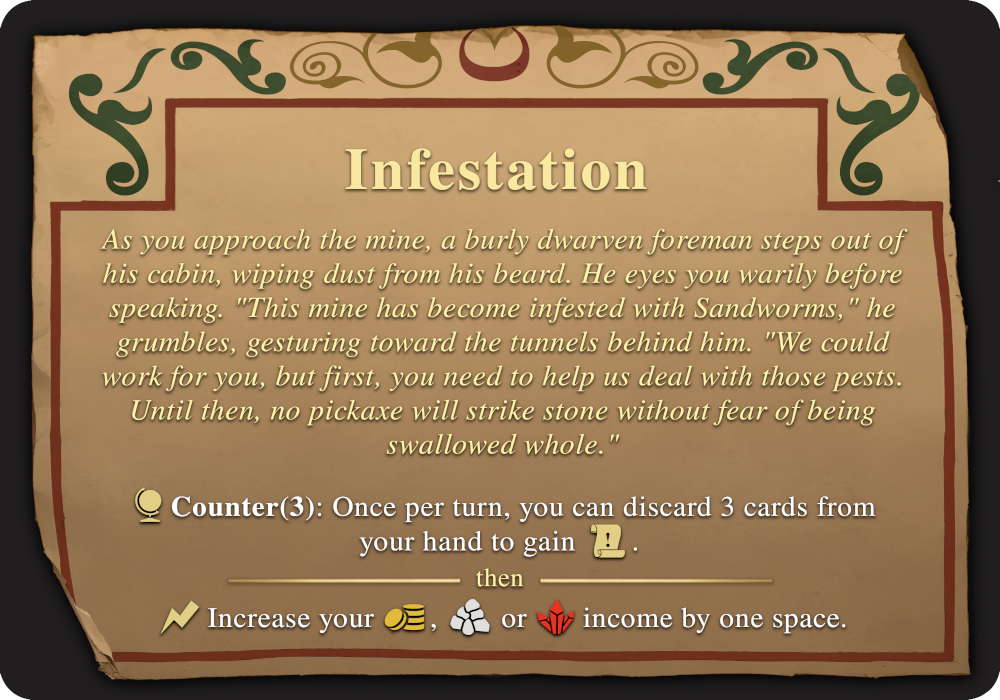 Infestation
As you approach the mine, a burly dwarven foreman steps out of
his cabin, wiping dust from his beard. He eyes you warily before
speaking. "This mine has become infested with Sandworms," he
grumbles, gesturing toward the tunnels behind him. "We could
work for you, but first, you need to help us deal with those pests.
Until then, no pickaxe will strike stone without fear of being
swallowed whole."
Counter(3): Once per turn, you can discard 3 cards from
your hand to gain ! .
then
Increase your , or income by one space.